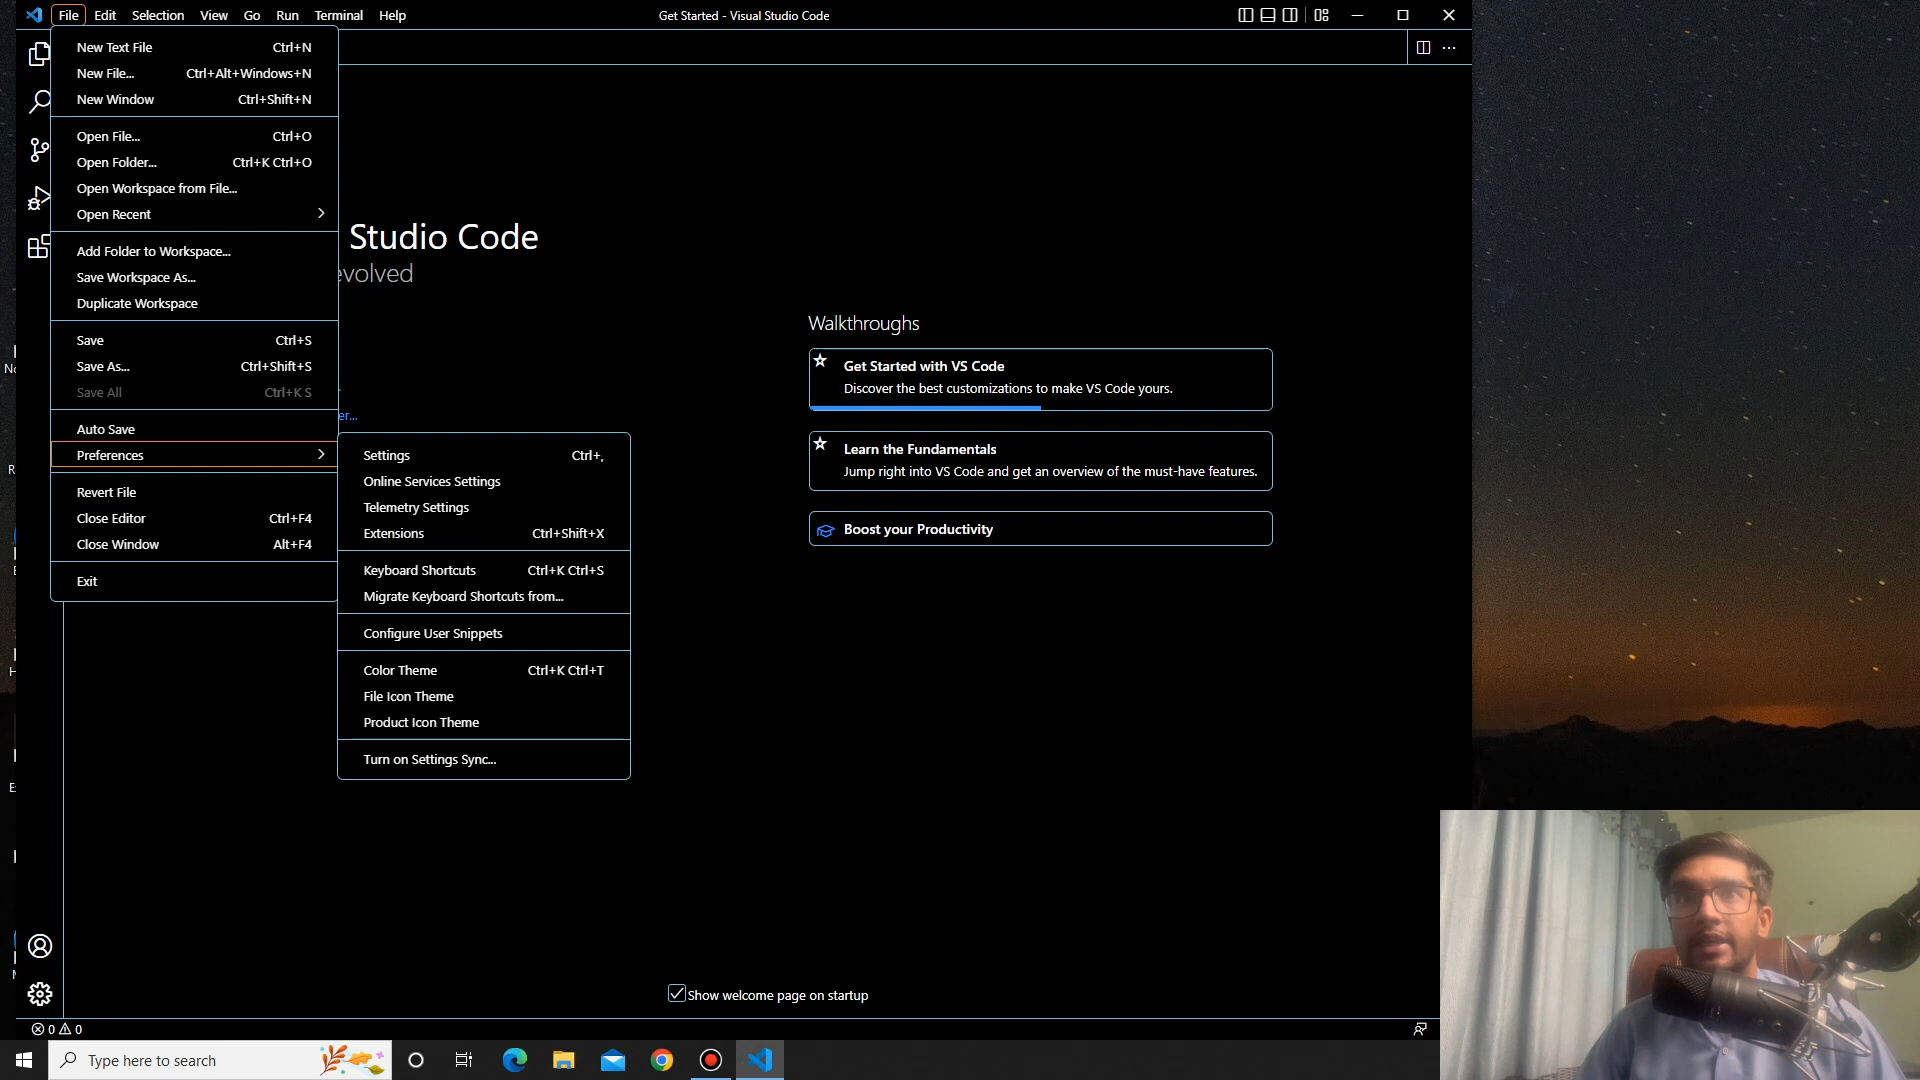 File Edit Selection View Go Run Terminal Help
Get Started - Visual Studio Code
New Text File Ctrl+N
New File... Ctrl+Alt+Windows+N
New Window Ctrl+Shift+N
Open File... Ctrl+O
Open Folder... Ctrl+K Ctrl+O
Open Workspace from File...
Open Recent
Add Folder to Workspace...
Save Workspace As...
Duplicate Workspace
Save Ctrl+S
Save As... Ctrl+Shift+S
Save All Ctrl+K S
Auto Save
Preferences
Revert File
Close Editor Ctrl+F4
Close Window Alt+F4
Exit
Settings Ctrl+,
Online Services Settings
Telemetry Settings
Extensions Ctrl+Shift+X
Keyboard Shortcuts Ctrl+K Ctrl+S
Migrate Keyboard Shortcuts from...
Configure User Snippets
Color Theme Ctrl+K Ctrl+T
File Icon Theme
Product Icon Theme
Turn on Settings Sync...
Studio Code
evolved
er...
Walkthroughs
Get Started with VS Code
Discover the best customizations to make VS Code yours.
Learn the Fundamentals
Jump right into VS Code and get an overview of the must-have features.
Boost your Productivity
Show welcome page on startup
0 0
Type here to search